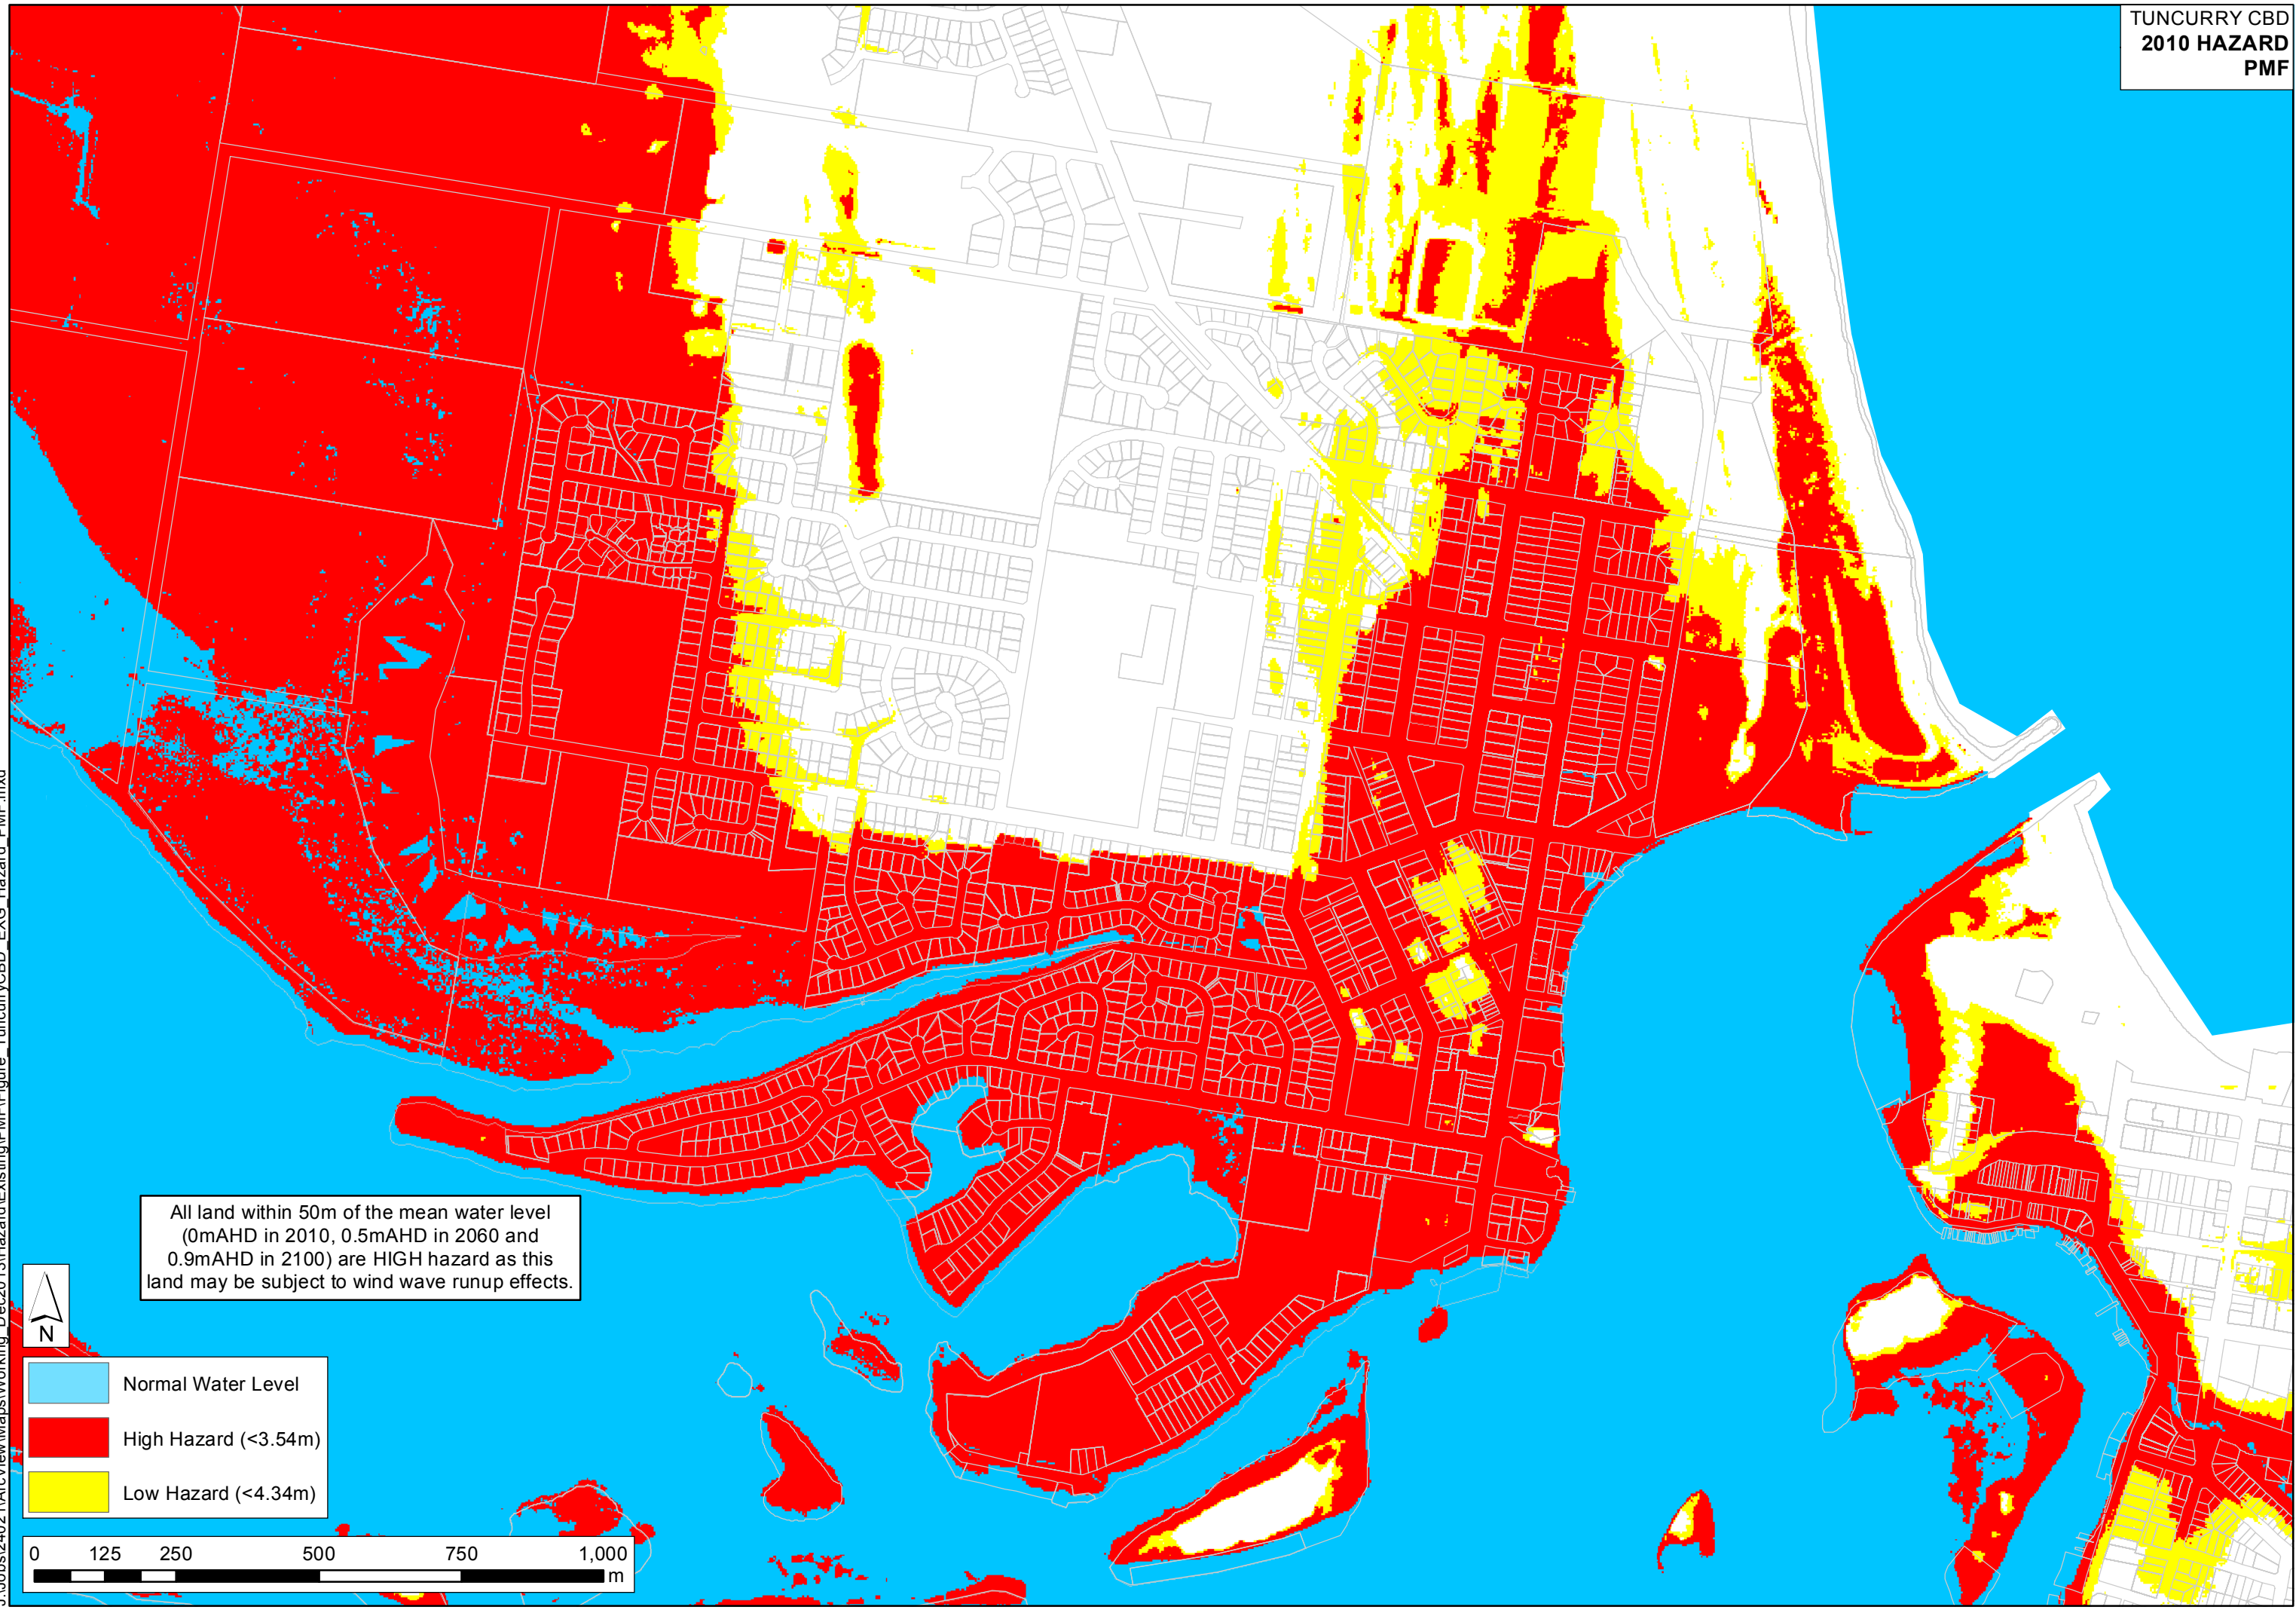 TUNCURRY CBD
2010 HAZARD
PMF
All land within 50m of the mean water level
(0mAHD in 2010, 0.5mAHD in 2060 and
0.9mAHD in 2100) are HIGH hazard as this
land may be subject to wind wave runup effects.
N
Normal Water Level
High Hazard (<3.54m)
Low Hazard (<4.34m)
0 125 250 500 750 1,000
m